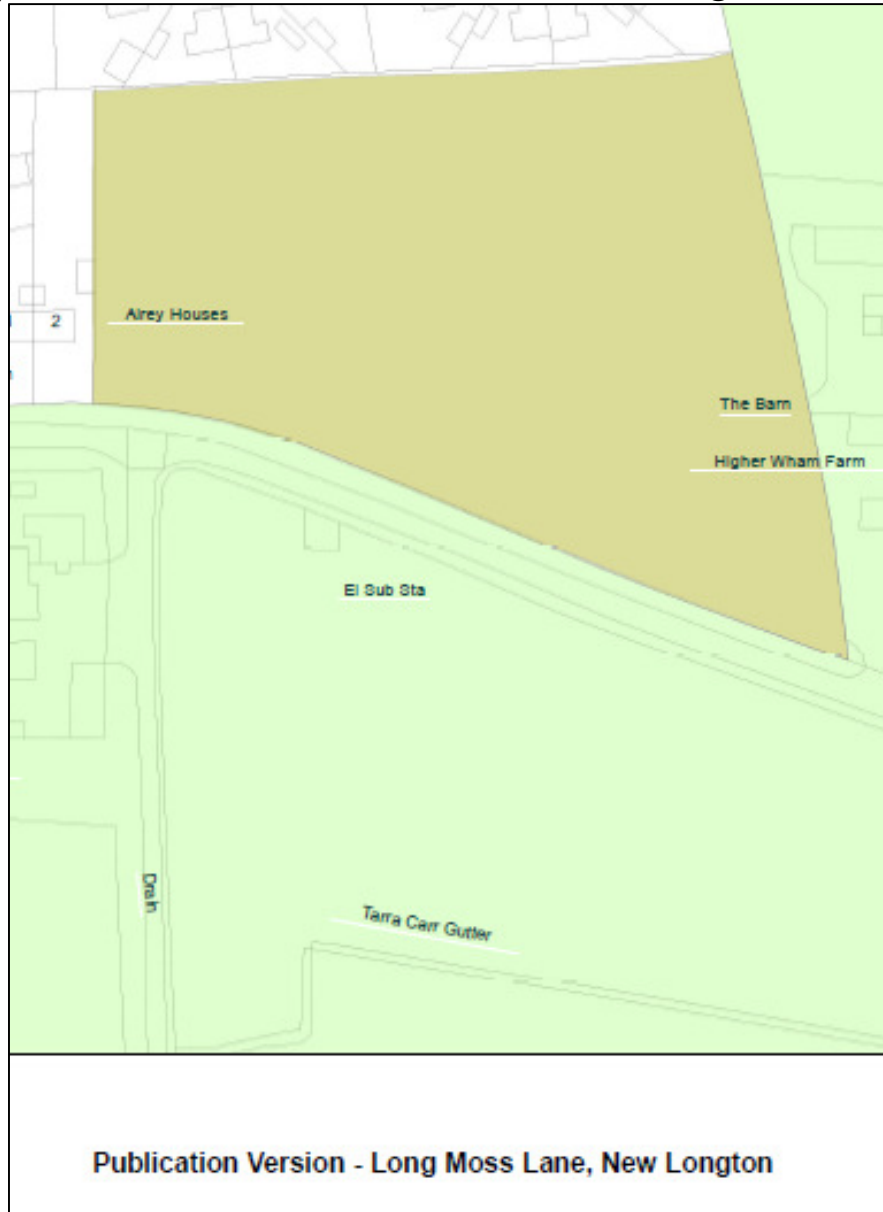 Airey Houses
2
The Barn
Higher Wham Farm
El Sub Sta
Drain
Tarra Carr Gutter
Publication Version - Long Moss Lane, New Longton